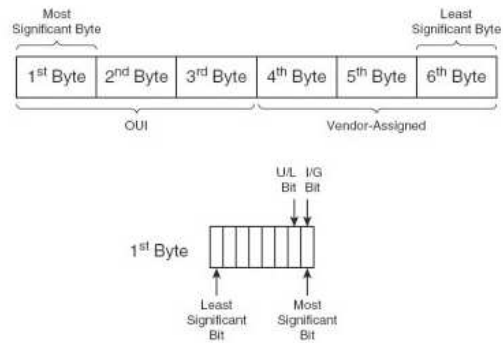 Most
Significant Byte
Least
Significant Byte
1st Byte
2nd Byte
3rd Byte
4th Byte
5th Byte
6th Byte
OUI
Vendor-Assigned
U/L
Bit
I/G
Bit
1st Byte
Least
Significant
Bit
Most
Significant
Bit